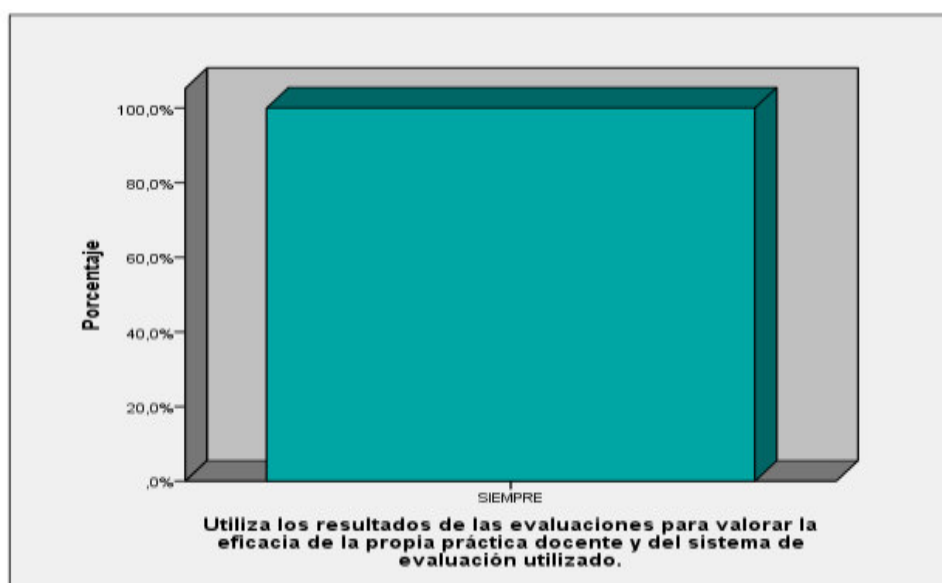 100,0%
80,0%
60,0%
40,0%
20,0%
,0%
Porcentaje
SIEMPRE
Utiliza los resultados de las evaluaciones para valorar la
eficacia de la propia práctica docente y del sistema de
evaluación utilizado.